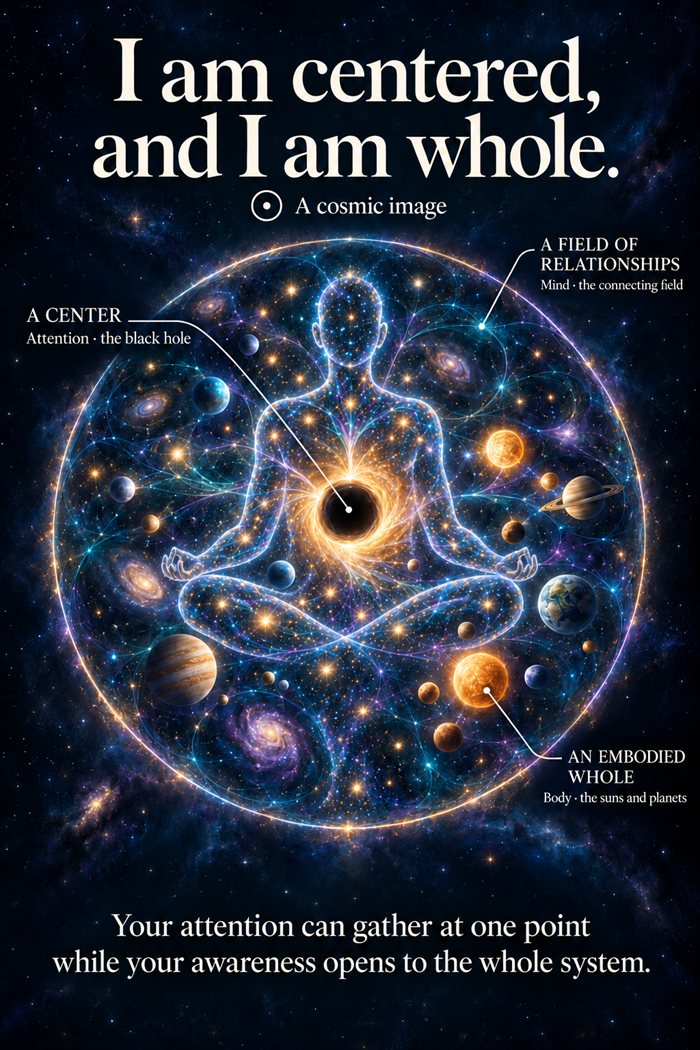 I am centered,
and I am whole.
A cosmic image
A FIELD OF
RELATIONSHIPS
Mind · the connecting field
A CENTER
Attention · the black hole
AN EMBODIED
WHOLE
Body · the suns and planets
Your attention can gather at one point
while your awareness opens to the whole system.